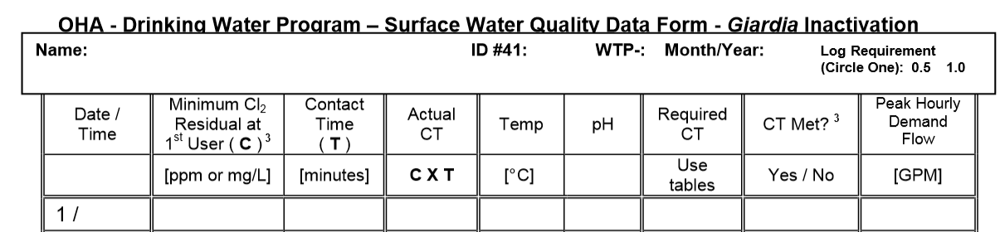 OHA - Drinking Water Program – Surface Water Quality Data Form - Giardia Inactivation
Name: ID #41: WTP-: Month/Year: Log Requirement
(Circle One): 0.5 1.0
Date /
Time
Minimum Cl2
Residual at
1st User ( C ) 3
Contact
Time
( T )
Actual
CT
Temp
pH
Required
CT
CT Met? 3
Peak Hourly
Demand
Flow
[ppm or mg/L]
[minutes]
C X T
[°C]
Use
tables
Yes / No
[GPM]
1 /